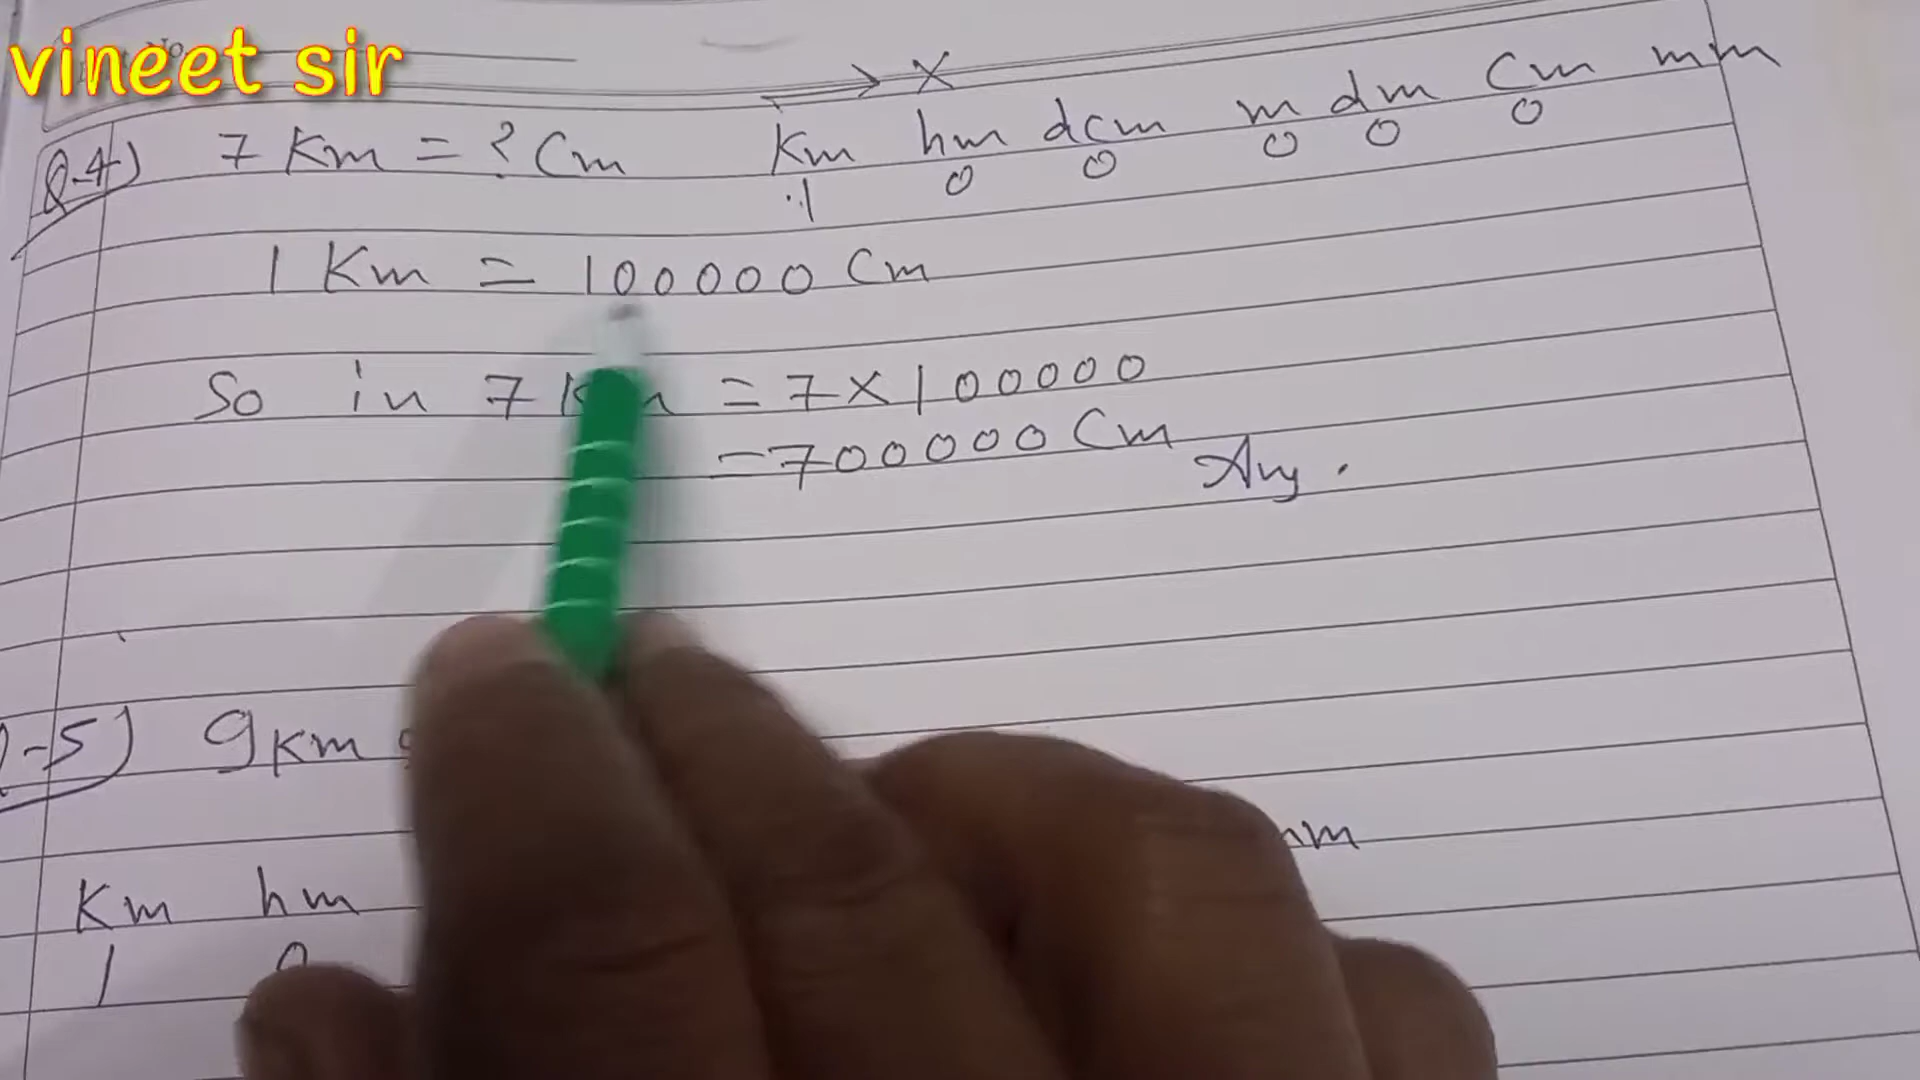 vineet sir
→ X
Q-4) 7 Km = ? Cm
Km hm dcm m dm Cm mm
1 0 0 0 0 0
1 Km = 100000 Cm
So in 7 Km = 7 X 100000
= 700000 Cm Ans.
-5) 9 Km
mm
Km hm
1 0